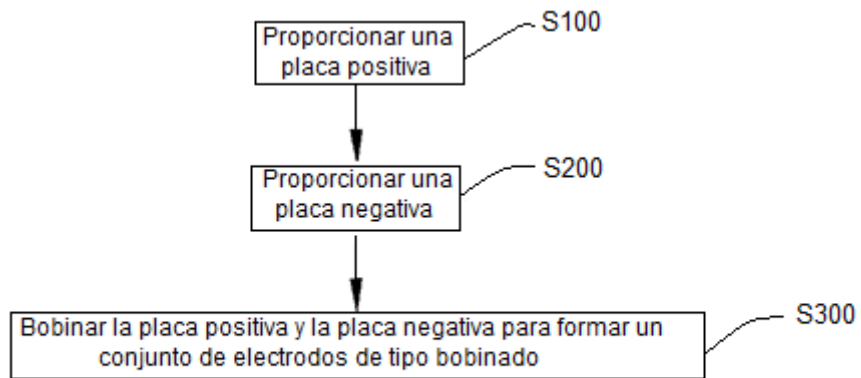 Proporcionar una
placa positiva
S100
Proporcionar una
placa negativa
S200
Bobinar la placa positiva y la placa negativa para formar un
conjunto de electrodos de tipo bobinado
S300